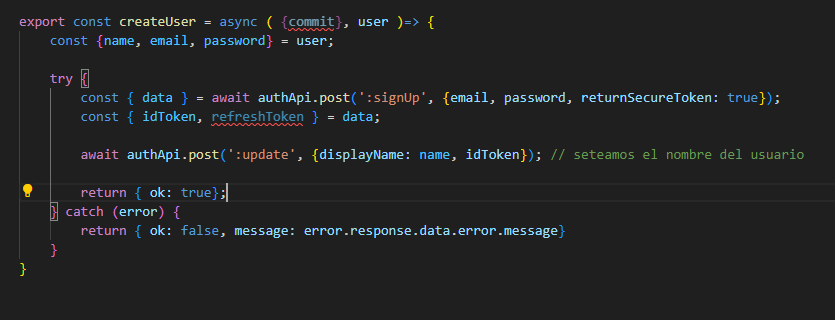 export const createUser = async ( {commit}, user )=> {
    const {name, email, password} = user;
    try {
        const { data } = await authApi.post(':signUp', {email, password, returnSecureToken: true});
        const { idToken, refreshToken } = data;
        await authApi.post(':update', {displayName: name, idToken}); // seteamos el nombre del usuario
        return { ok: true};
    } catch (error) {
        return { ok: false, message: error.response.data.error.message}
    }
}